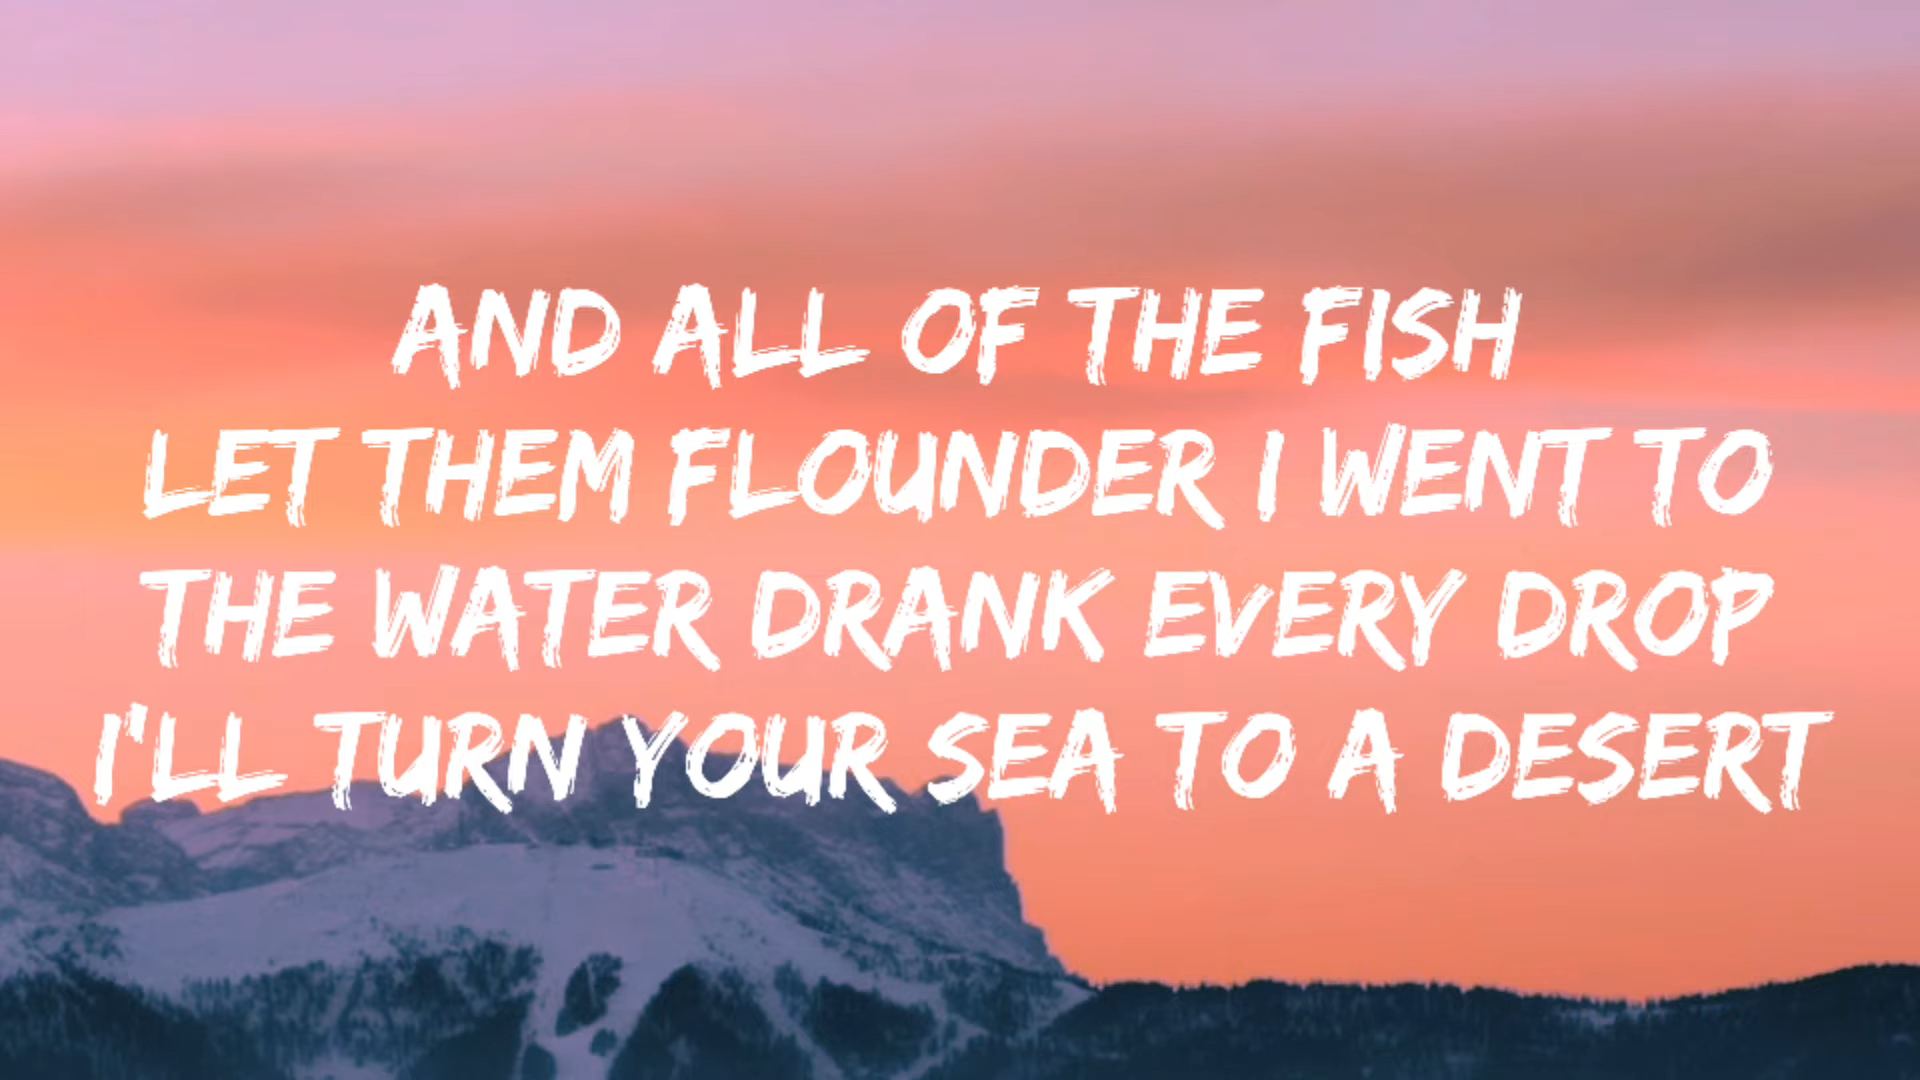 AND ALL OF THE FISH
LET THEM FLOUNDER I WENT TO
THE WATER DRANK EVERY DROP
I'LL TURN YOUR SEA TO A DESERT